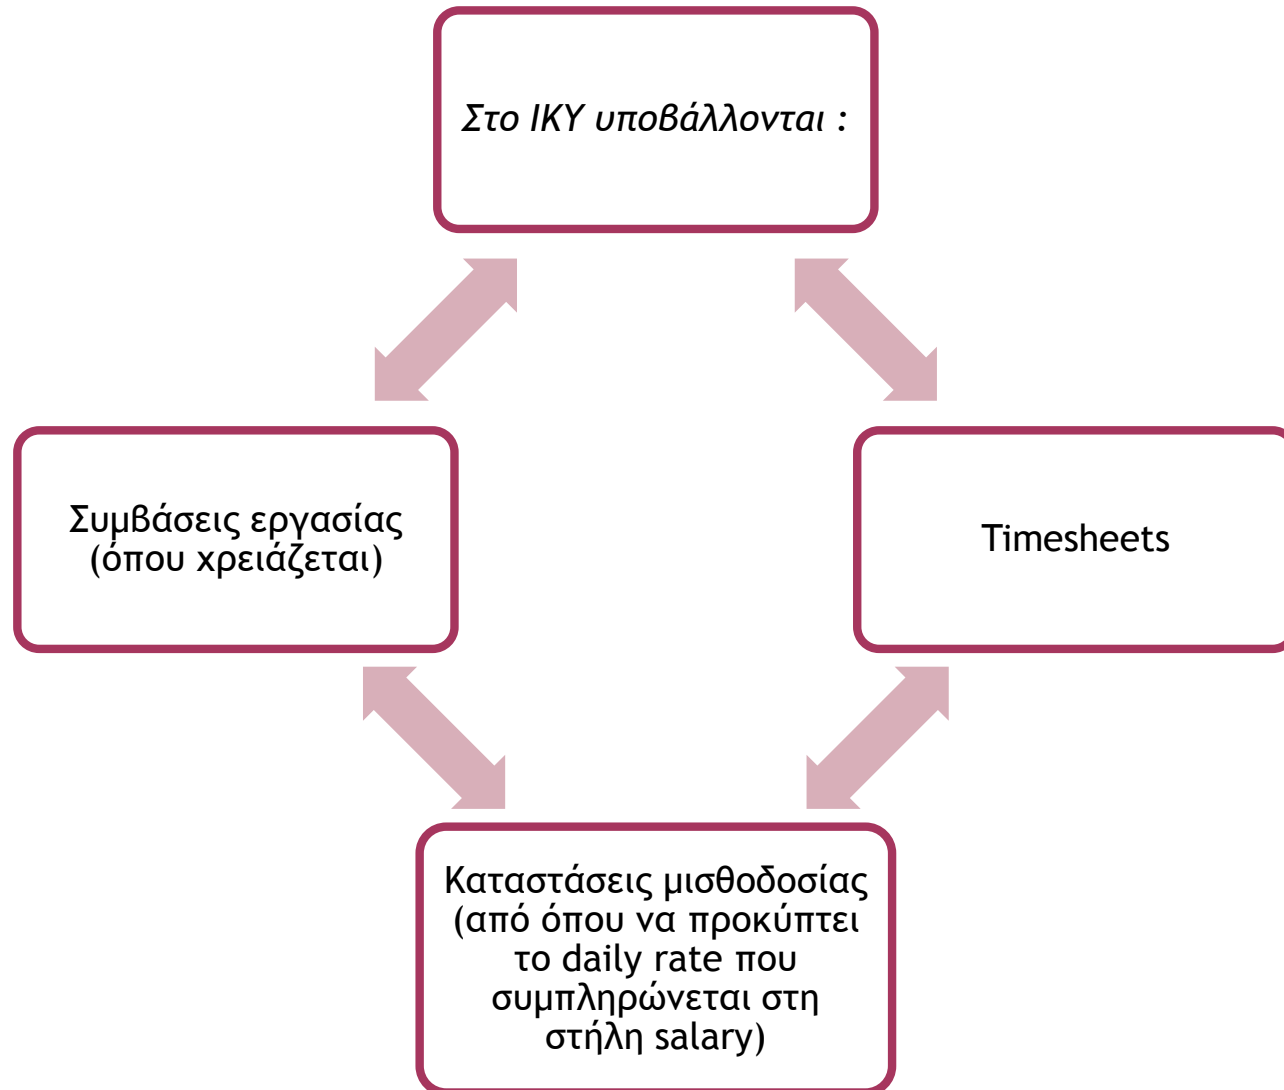 Στο ΙΚΥ υποβάλλονται :
Συμβάσεις εργασίας
(όπου χρειάζεται)
Timesheets
Καταστάσεις μισθοδοσίας
(από όπου να προκύπτει
το daily rate που
συμπληρώνεται στη
στήλη salary)